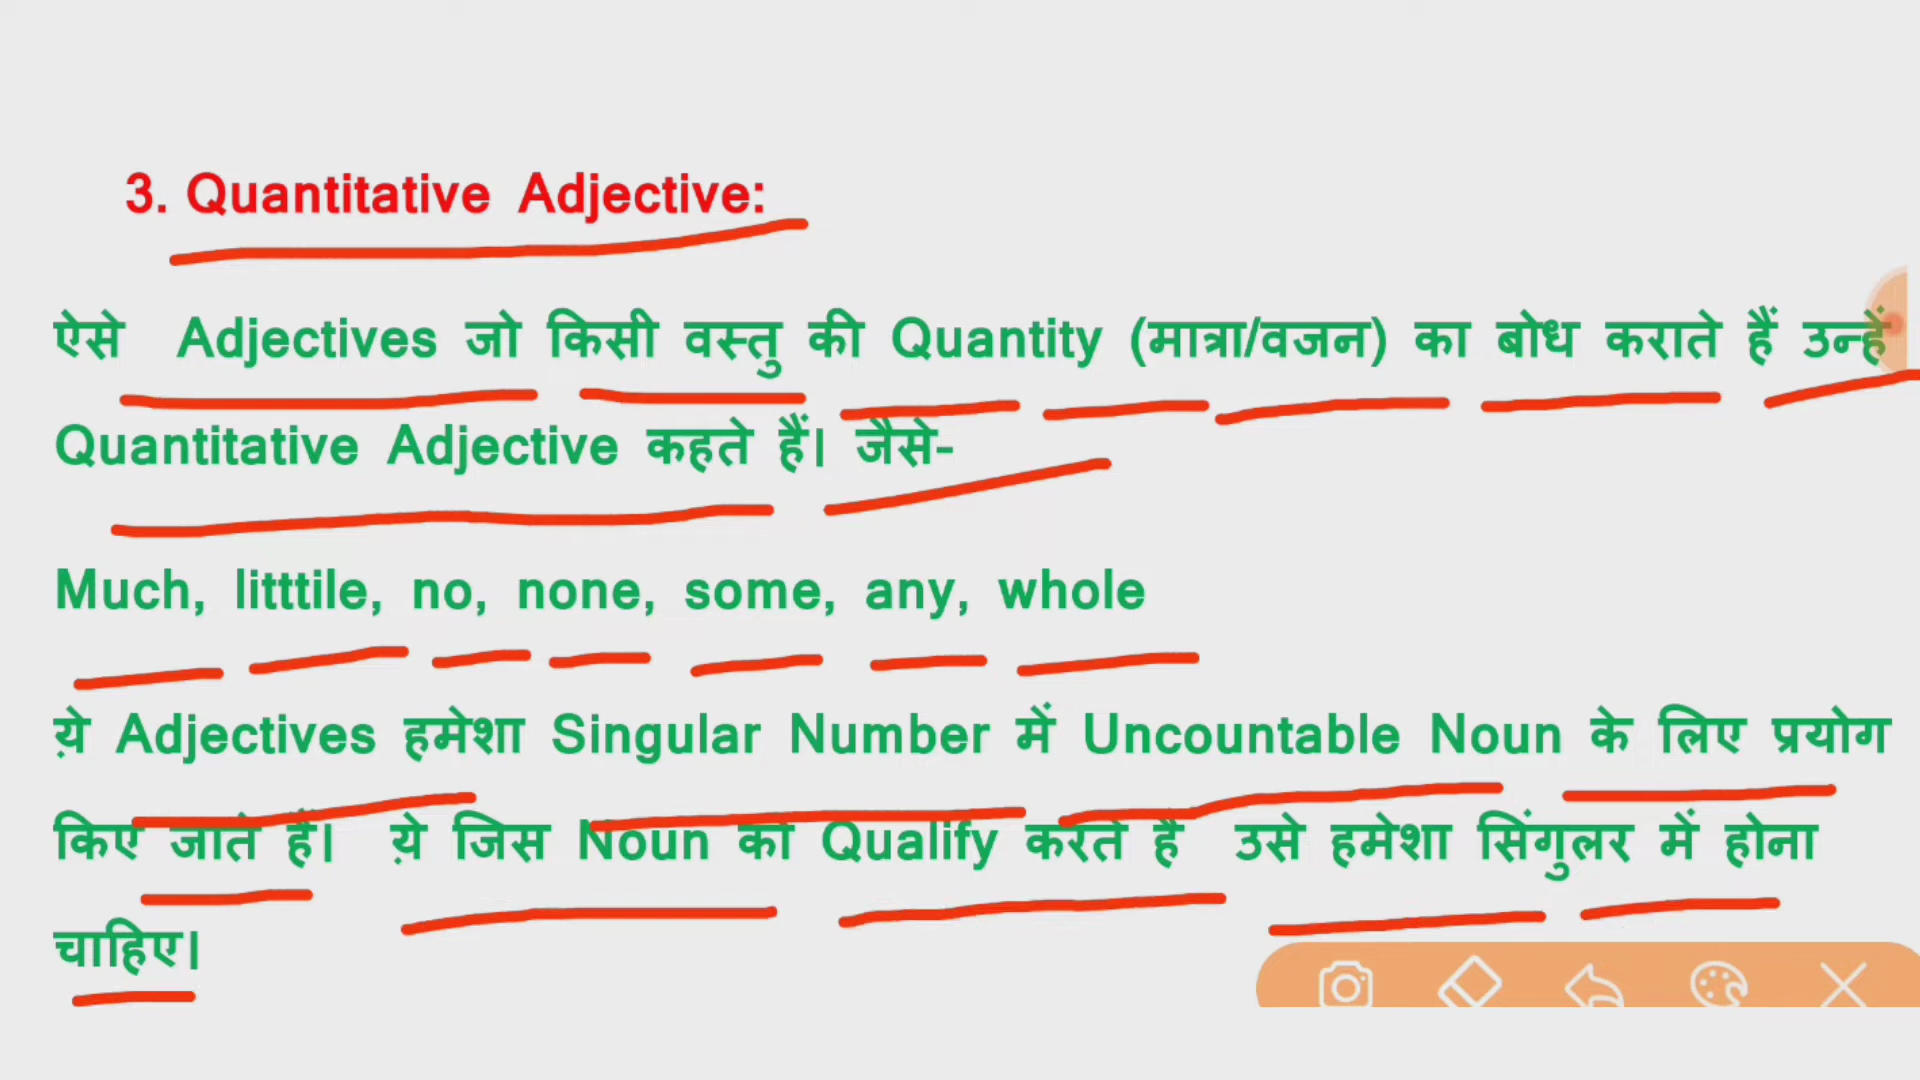 3. Quantitative Adjective:
ऐसे Adjectives जो किसी वस्तु की Quantity (मात्रा/वजन) का बोध कराते हैं उन्हें
Quantitative Adjective कहते हैं। जैसे-
Much, litttile, no, none, some, any, whole
य़े Adjectives हमेशा Singular Number में Uncountable Noun के लिए प्रयोग
किए जाते हैं। य़े जिस Noun को Qualify करते हैं उसे हमेशा सिंगुलर में होना
चाहिए।